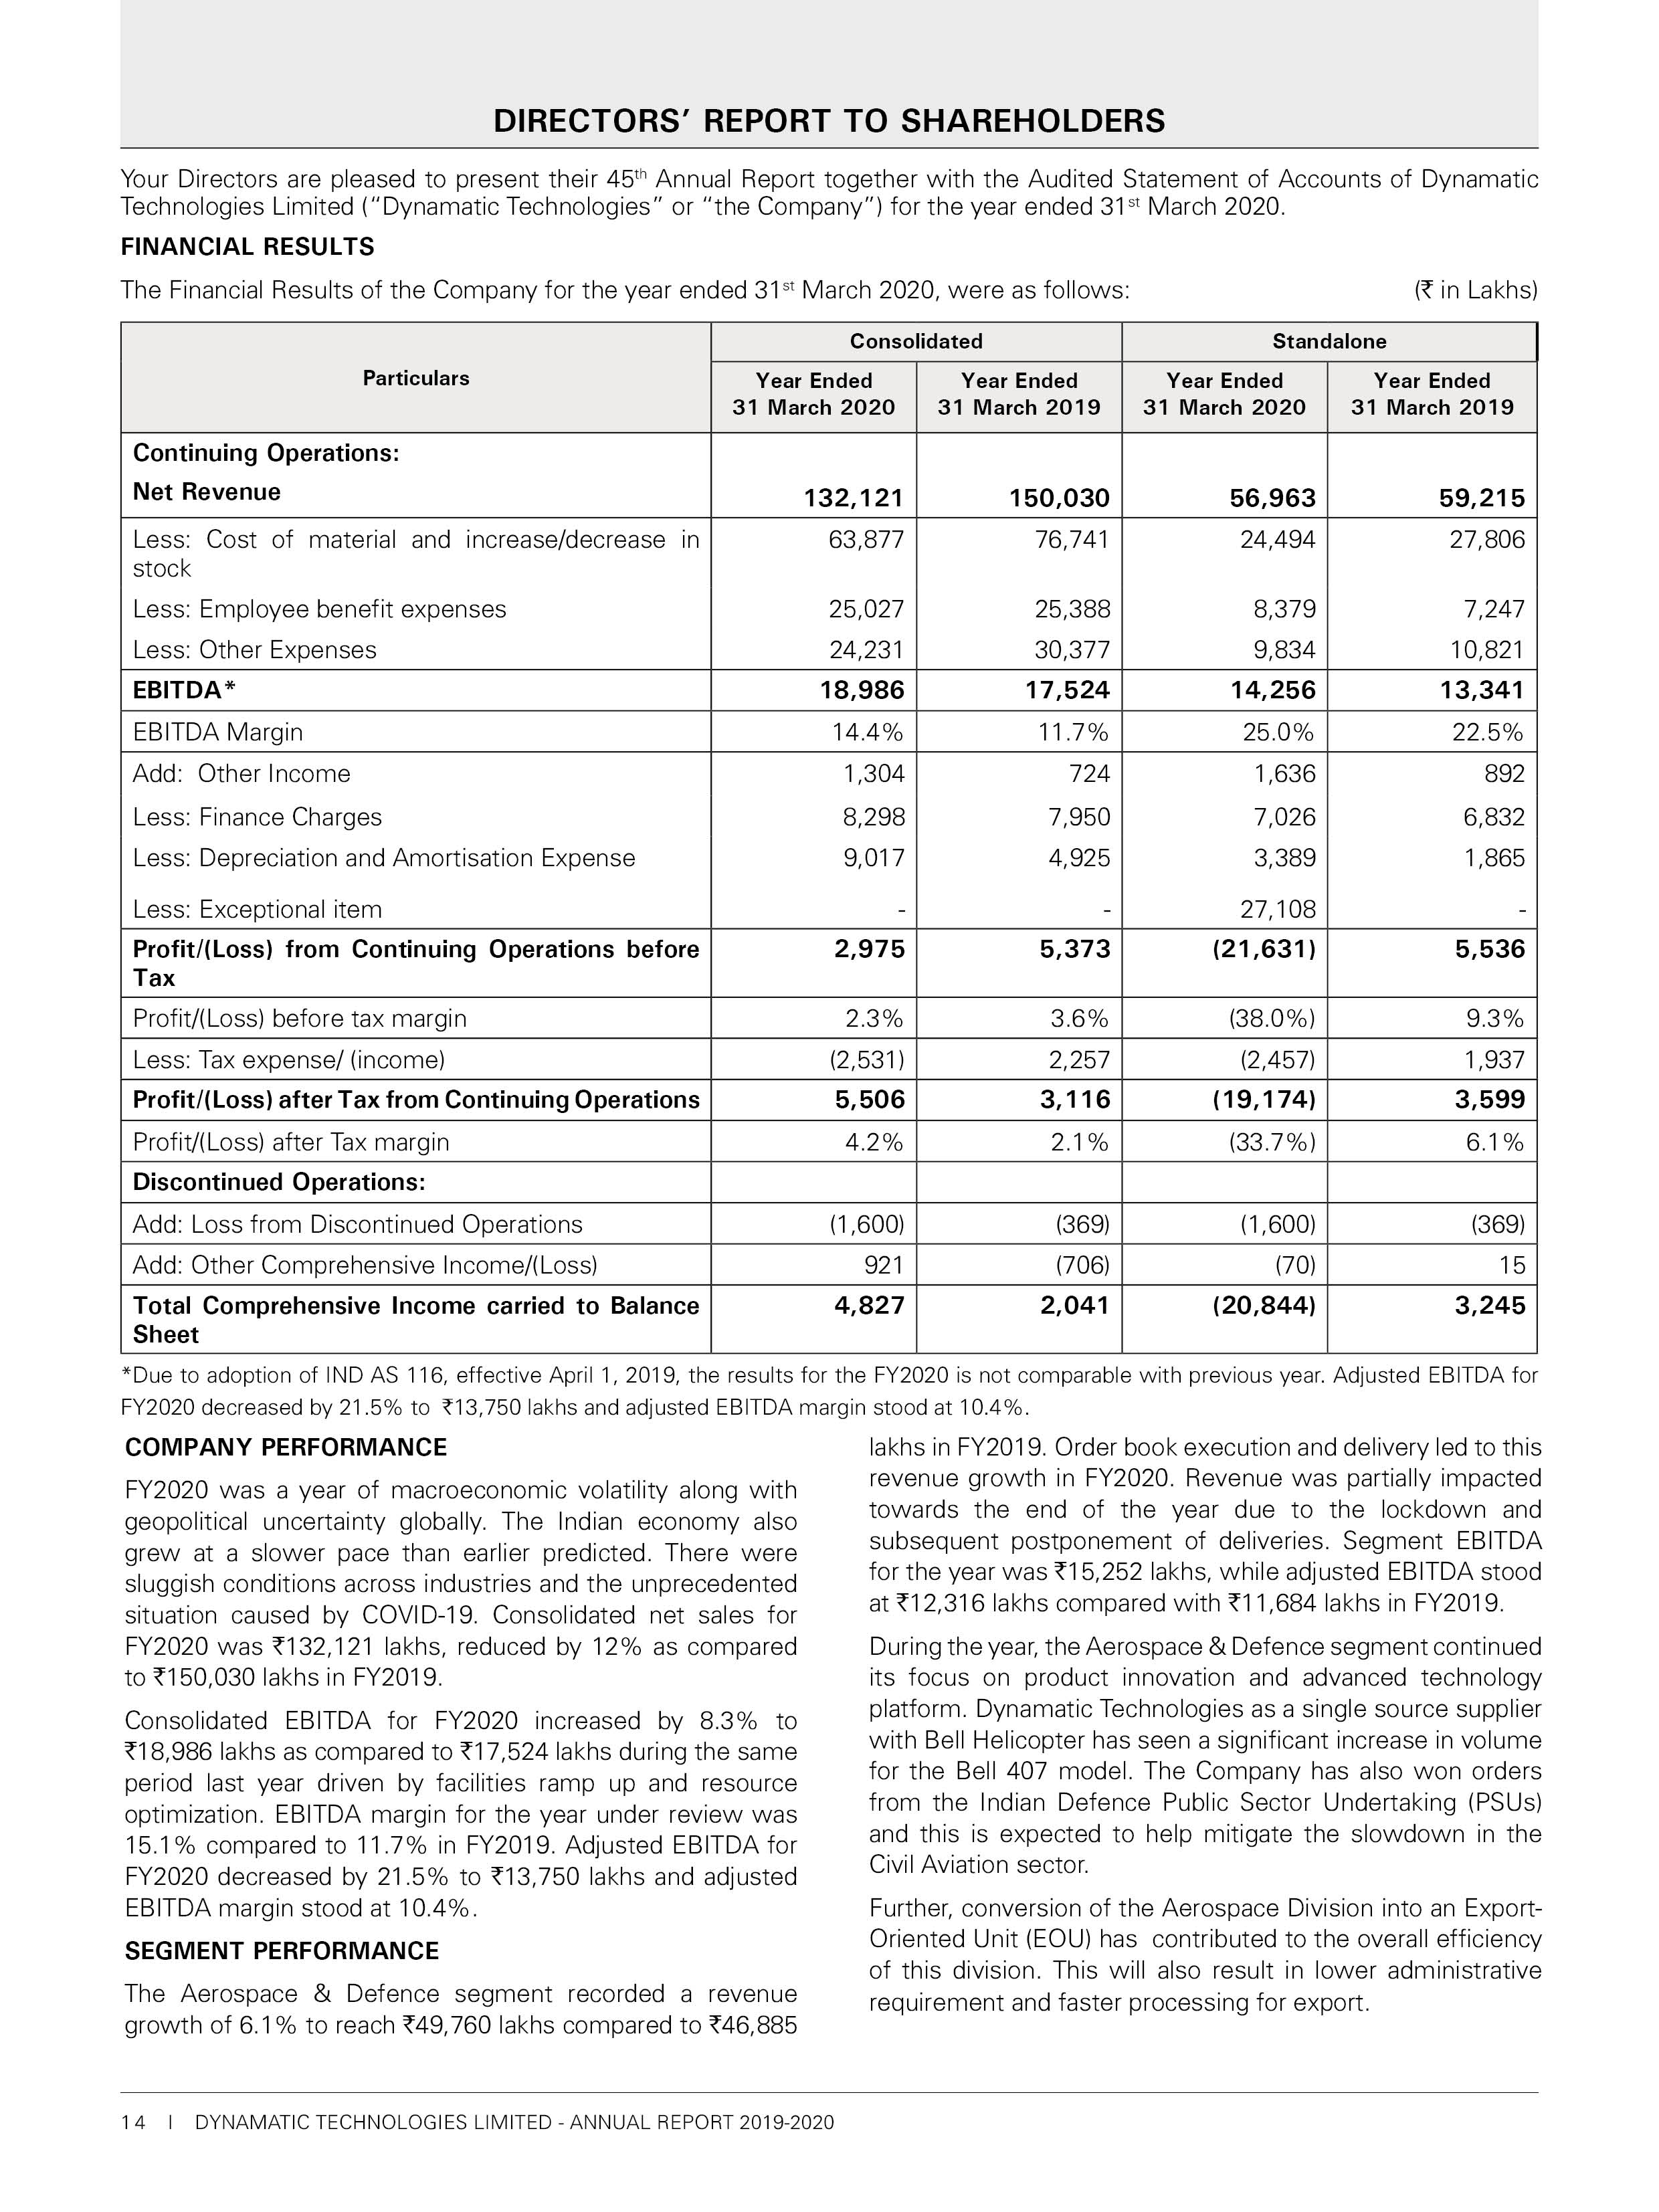 DIRECTORS’ REPORT TO SHAREHOLDERS
Your Directors are pleased to present their 45th Annual Report together with the Audited Statement of Accounts of Dynamatic
Technologies Limited (“Dynamatic Technologies” or “the Company”) for the year ended 31st March 2020.
FINANCIAL RESULTS
The Financial Results of the Company for the year ended 31st March 2020, were as follows: (₹ in Lakhs)
Particulars Consolidated Standalone
Year Ended Year Ended Year Ended Year Ended
31 March 2020 31 March 2019 31 March 2020 31 March 2019
Continuing Operations:
Net Revenue 132,121 150,030 56,963 59,215
Less: Cost of material and increase/decrease in 63,877 76,741 24,494 27,806
stock
Less: Employee benefit expenses 25,027 25,388 8,379 7,247
Less: Other Expenses 24,231 30,377 9,834 10,821
EBITDA* 18,986 17,524 14,256 13,341
EBITDA Margin 14.4% 11.7% 25.0% 22.5%
Add: Other Income 1,304 724 1,636 892
Less: Finance Charges 8,298 7,950 7,026 6,832
Less: Depreciation and Amortisation Expense 9,017 4,925 3,389 1,865
Less: Exceptional item - - 27,108 -
Profit/(Loss) from Continuing Operations before 2,975 5,373 (21,631) 5,536
Tax
Profit/(Loss) before tax margin 2.3% 3.6% (38.0%) 9.3%
Less: Tax expense/ (income) (2,531) 2,257 (2,457) 1,937
Profit/(Loss) after Tax from Continuing Operations 5,506 3,116 (19,174) 3,599
Profit/(Loss) after Tax margin 4.2% 2.1% (33.7%) 6.1%
Discontinued Operations:
Add: Loss from Discontinued Operations (1,600) (369) (1,600) (369)
Add: Other Comprehensive Income/(Loss) 921 (706) (70) 15
Total Comprehensive Income carried to Balance 4,827 2,041 (20,844) 3,245
Sheet
*Due to adoption of IND AS 116, effective April 1, 2019, the results for the FY2020 is not comparable with previous year. Adjusted EBITDA for
FY2020 decreased by 21.5% to ₹13,750 lakhs and adjusted EBITDA margin stood at 10.4%.
COMPANY PERFORMANCE
FY2020 was a year of macroeconomic volatility along with
geopolitical uncertainty globally. The Indian economy also
grew at a slower pace than earlier predicted. There were
sluggish conditions across industries and the unprecedented
situation caused by COVID-19. Consolidated net sales for
FY2020 was ₹132,121 lakhs, reduced by 12% as compared
to ₹150,030 lakhs in FY2019.
Consolidated EBITDA for FY2020 increased by 8.3% to
₹18,986 lakhs as compared to ₹17,524 lakhs during the same
period last year driven by facilities ramp up and resource
optimization. EBITDA margin for the year under review was
15.1% compared to 11.7% in FY2019. Adjusted EBITDA for
FY2020 decreased by 21.5% to ₹13,750 lakhs and adjusted
EBITDA margin stood at 10.4%.
SEGMENT PERFORMANCE
The Aerospace & Defence segment recorded a revenue
growth of 6.1% to reach ₹49,760 lakhs compared to ₹46,885
lakhs in FY2019. Order book execution and delivery led to this
revenue growth in FY2020. Revenue was partially impacted
towards the end of the year due to the lockdown and
subsequent postponement of deliveries. Segment EBITDA
for the year was ₹15,252 lakhs, while adjusted EBITDA stood
at ₹12,316 lakhs compared with ₹11,684 lakhs in FY2019.
During the year, the Aerospace & Defence segment continued
its focus on product innovation and advanced technology
platform. Dynamatic Technologies as a single source supplier
with Bell Helicopter has seen a significant increase in volume
for the Bell 407 model. The Company has also won orders
from the Indian Defence Public Sector Undertaking (PSUs)
and this is expected to help mitigate the slowdown in the
Civil Aviation sector.
Further, conversion of the Aerospace Division into an Export-
Oriented Unit (EOU) has contributed to the overall efficiency
of this division. This will also result in lower administrative
requirement and faster processing for export.
14 I DYNAMATIC TECHNOLOGIES LIMITED - ANNUAL REPORT 2019-2020